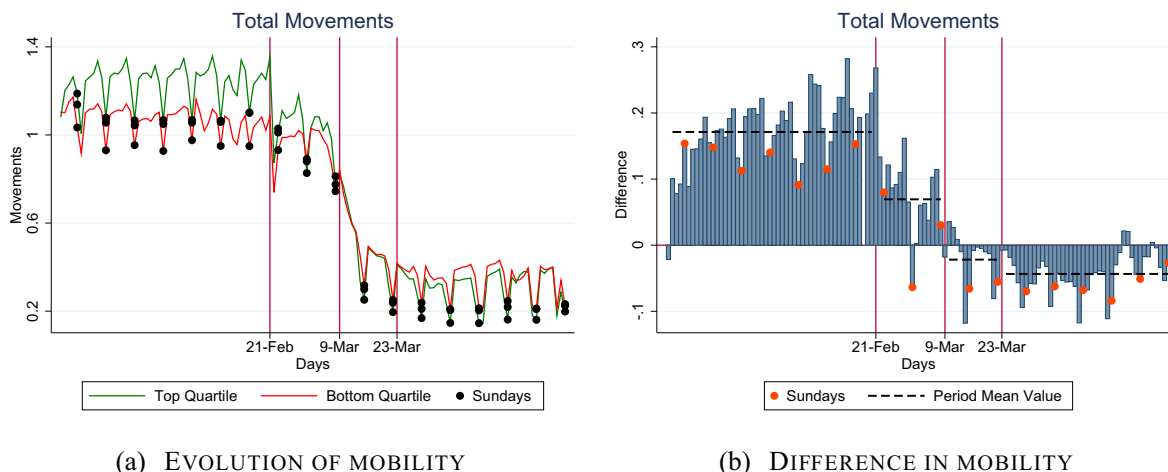 Total Movements
1.4
1
0.6
0.2
Movements
21-Feb
9-Mar
23-Mar
Days
Top Quartile
Bottom Quartile
Sundays
(a) EVOLUTION OF MOBILITY
Total Movements
.3
.2
.1
0
-.1
Difference
21-Feb
9-Mar
23-Mar
Days
Sundays
Period Mean Value
(b) DIFFERENCE IN MOBILITY